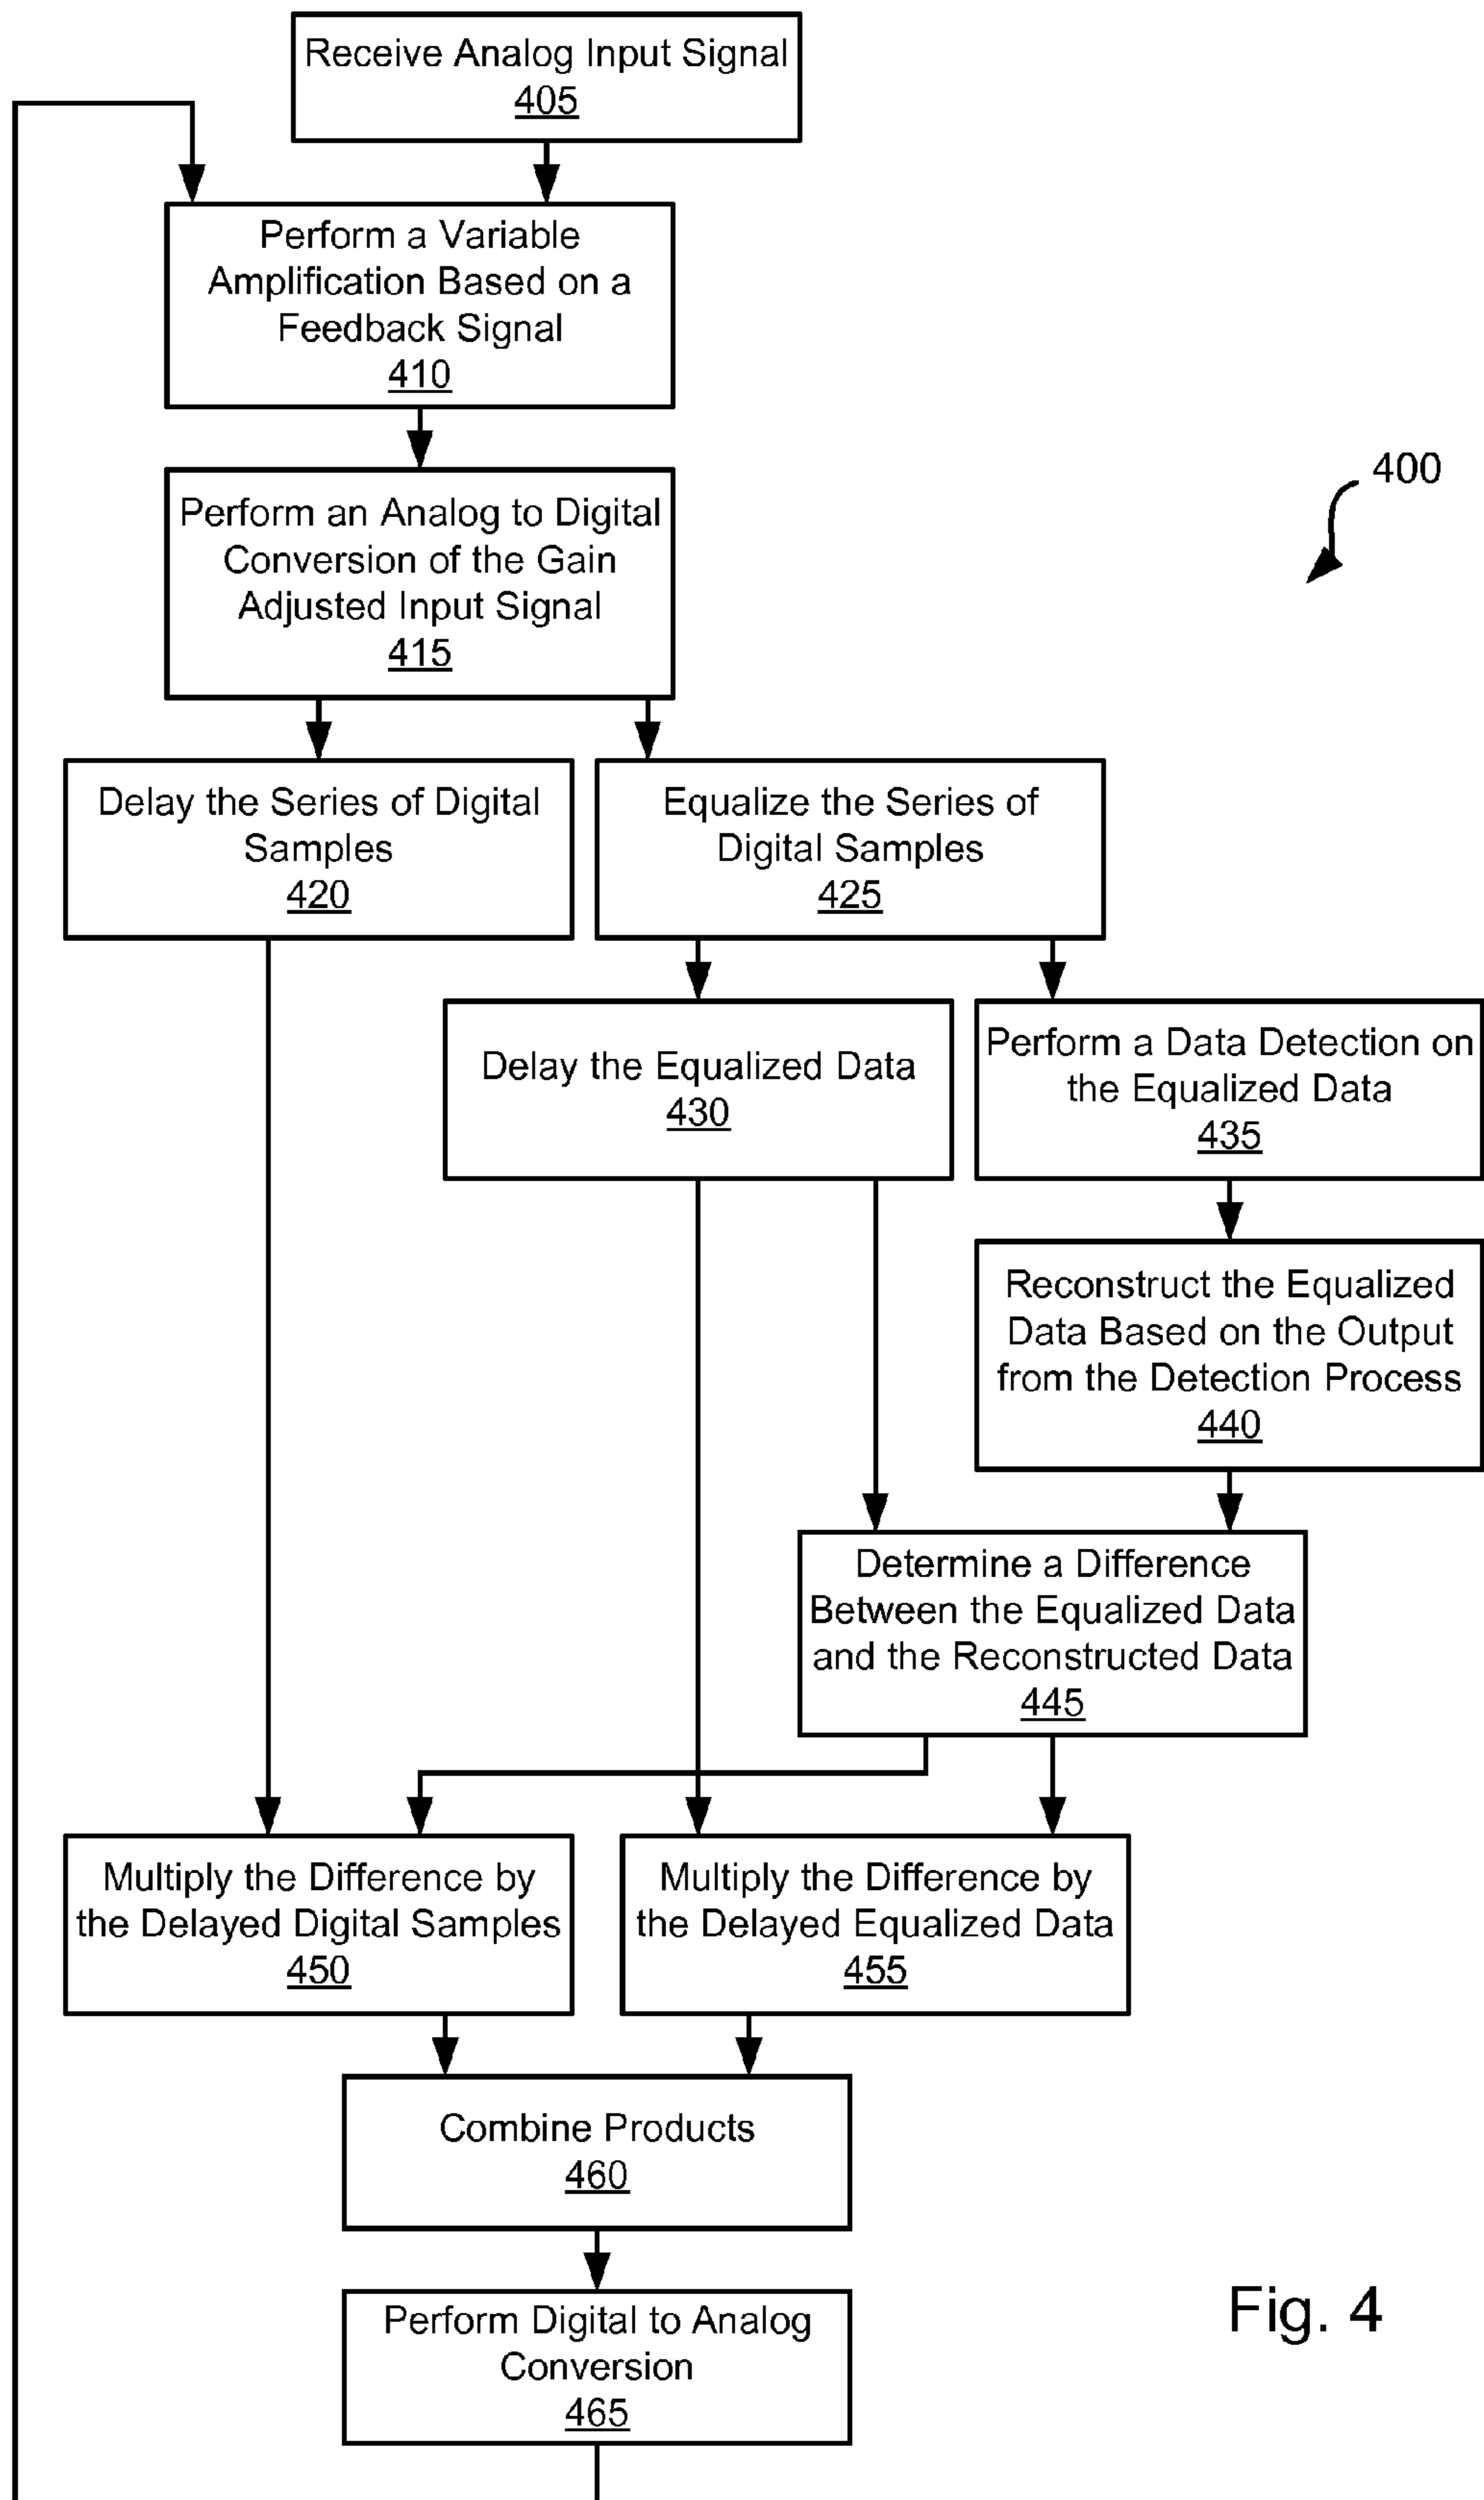 Receive Analog Input Signal
405
Perform a Variable
Amplification Based on a
Feedback Signal
410
400
Perform an Analog to Digital
Conversion of the Gain
Adjusted Input Signal
415
Delay the Series of Digital
Samples
420
Equalize the Series of
Digital Samples
425
Delay the Equalized Data
430
Perform a Data Detection on
the Equalized Data
435
Reconstruct the Equalized
Data Based on the Output
from the Detection Process
440
Determine a Difference
Between the Equalized Data
and the Reconstructed Data
445
Multiply the Difference by
the Delayed Digital Samples
450
Multiply the Difference by
the Delayed Equalized Data
455
Combine Products
460
Perform Digital to Analog
Conversion
465
Fig. 4